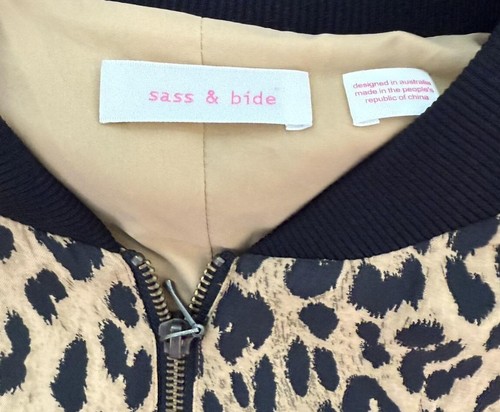 sass & bide
designed in australia
made in the people's
republic of china